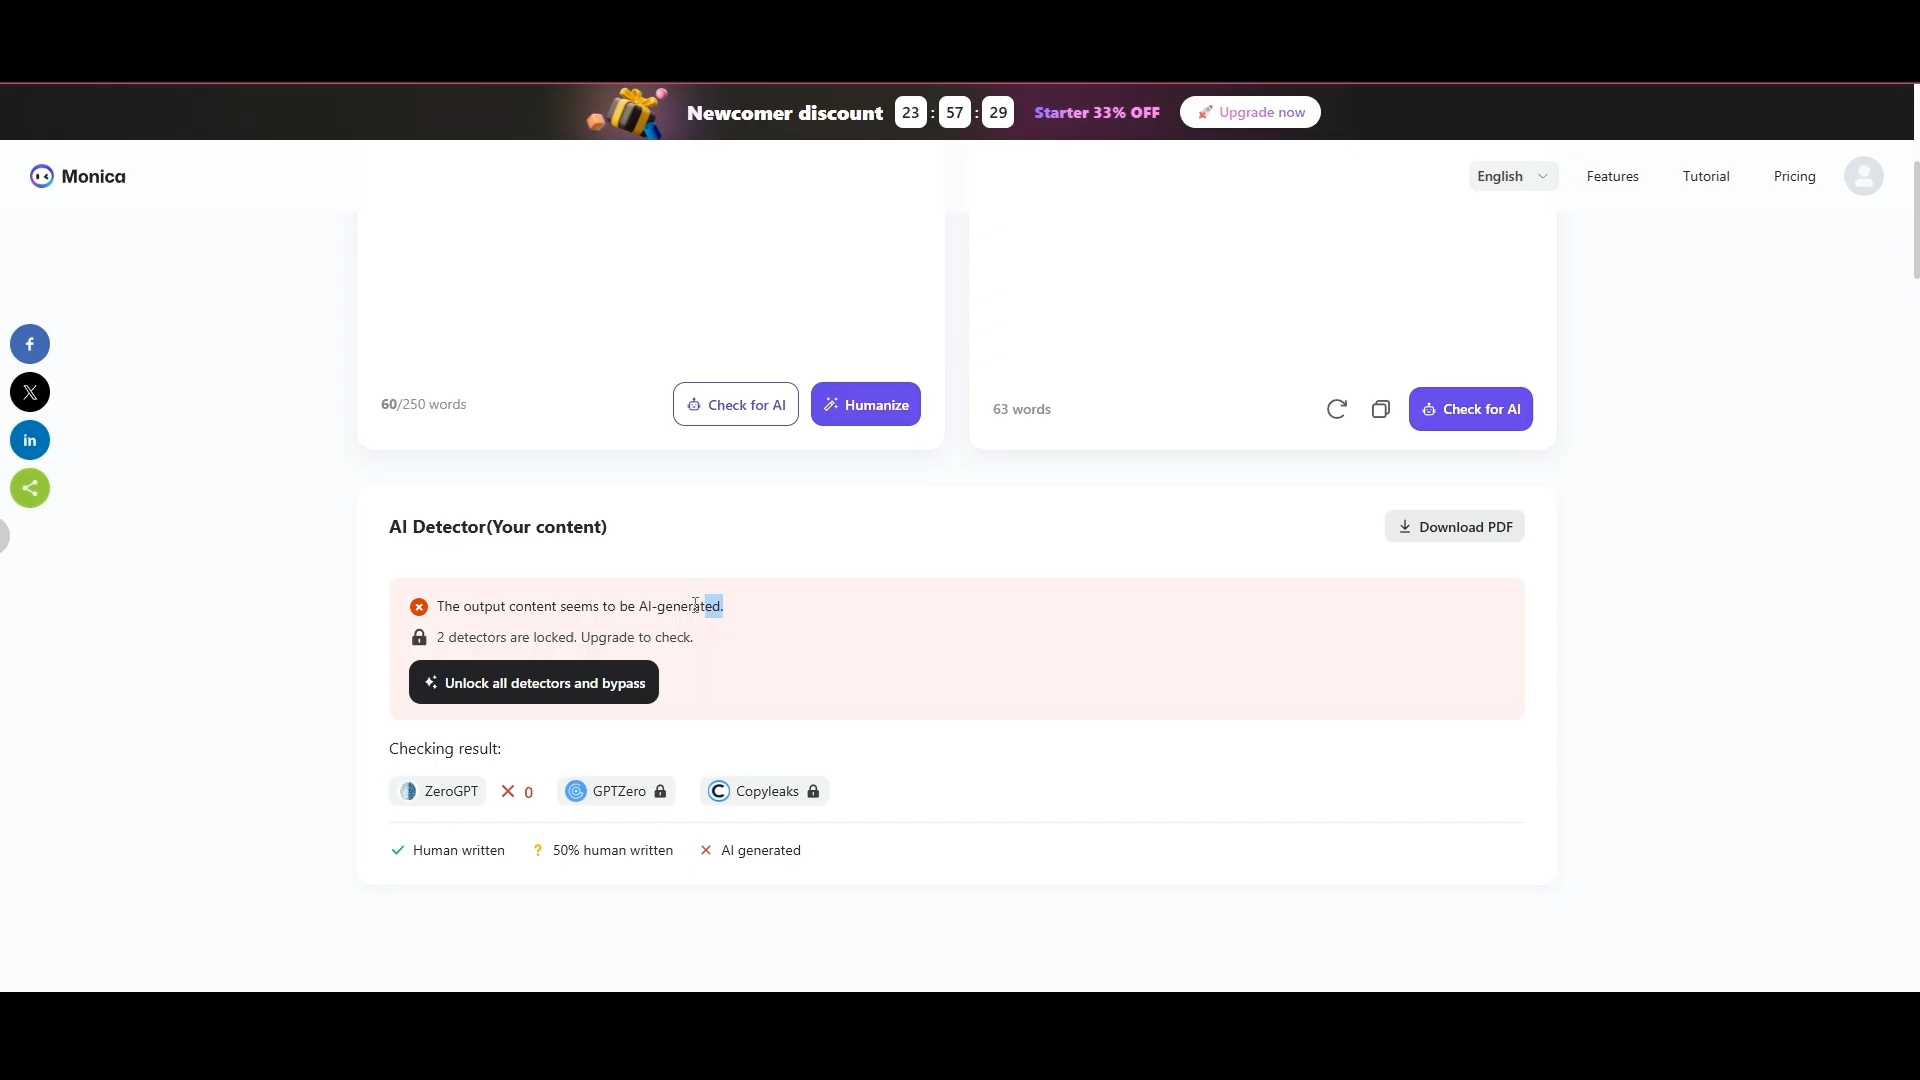 Newcomer discount 23 : 57 : 29 Starter 33% OFF Upgrade now
Monica English Features Tutorial Pricing
60/250 words Check for AI Humanize
63 words Check for AI
AI Detector(Your content) Download PDF
The output content seems to be AI-generated.
2 detectors are locked. Upgrade to check.
Unlock all detectors and bypass
Checking result:
ZeroGPT 0 GPTZero Copyleaks
Human written ? 50% human written AI generated